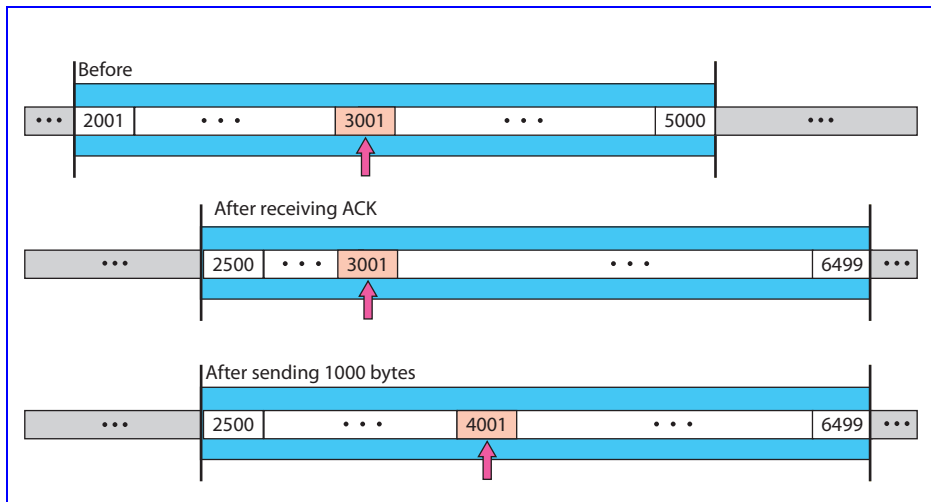 Before
••• 2001 • • • 3001 • • • 5000 •••
After receiving ACK
••• 2500 • • • 3001 • • • 6499 •••
After sending 1000 bytes
••• 2500 • • • 4001 • • • 6499 •••